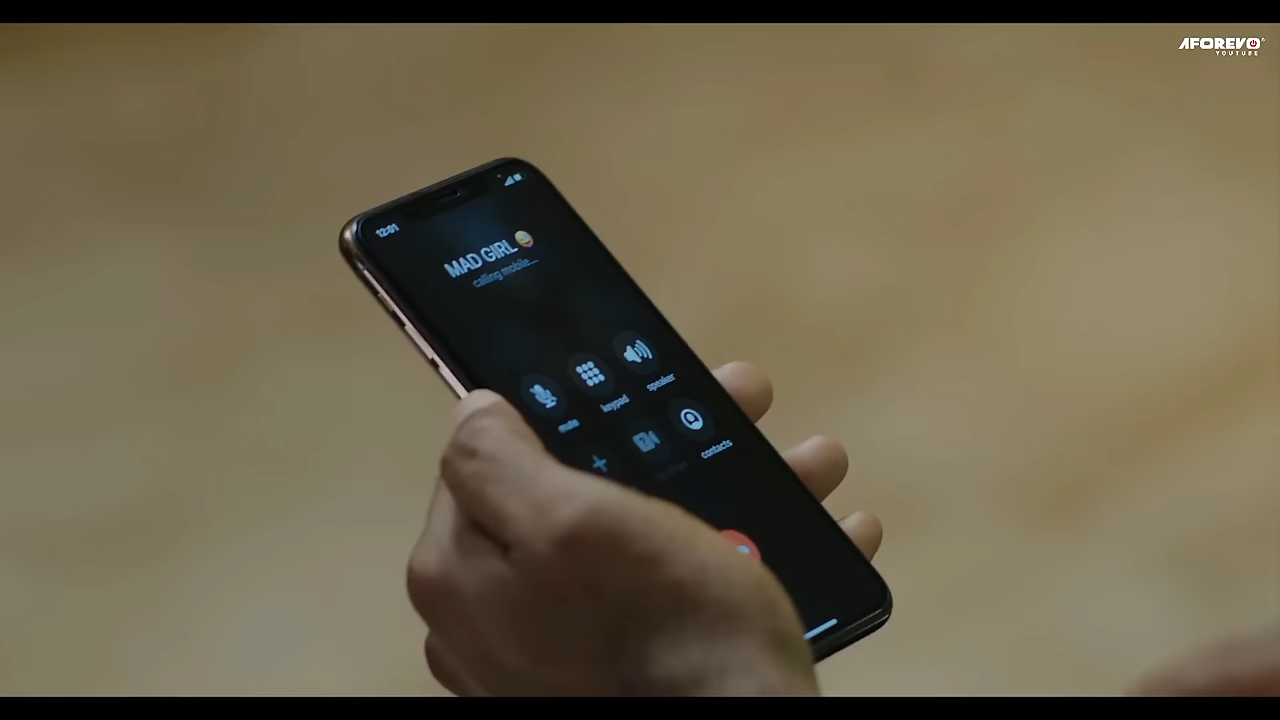 AFOREVO
YOUTUBE
12:01
MAD GIRL😄
calling mobile...
mute
keypad
speaker
contacts